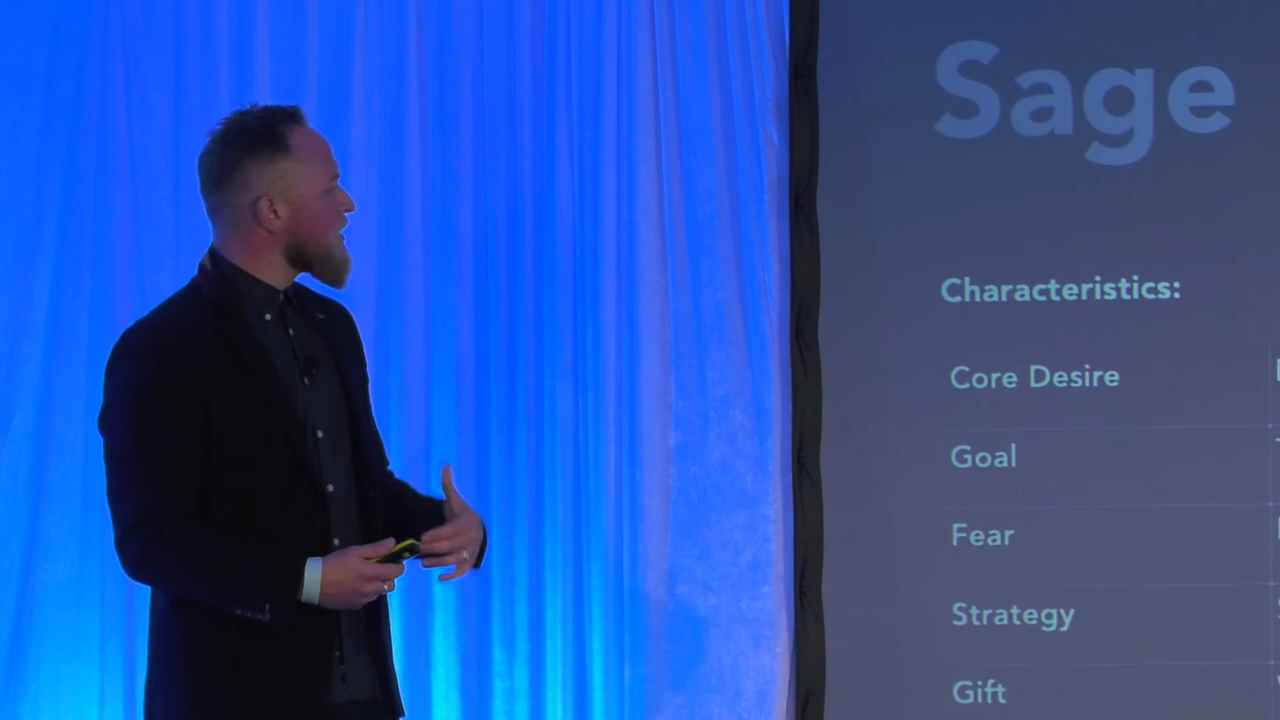 Sage
Characteristics:
Core Desire
Goal
Fear
Strategy
Gift